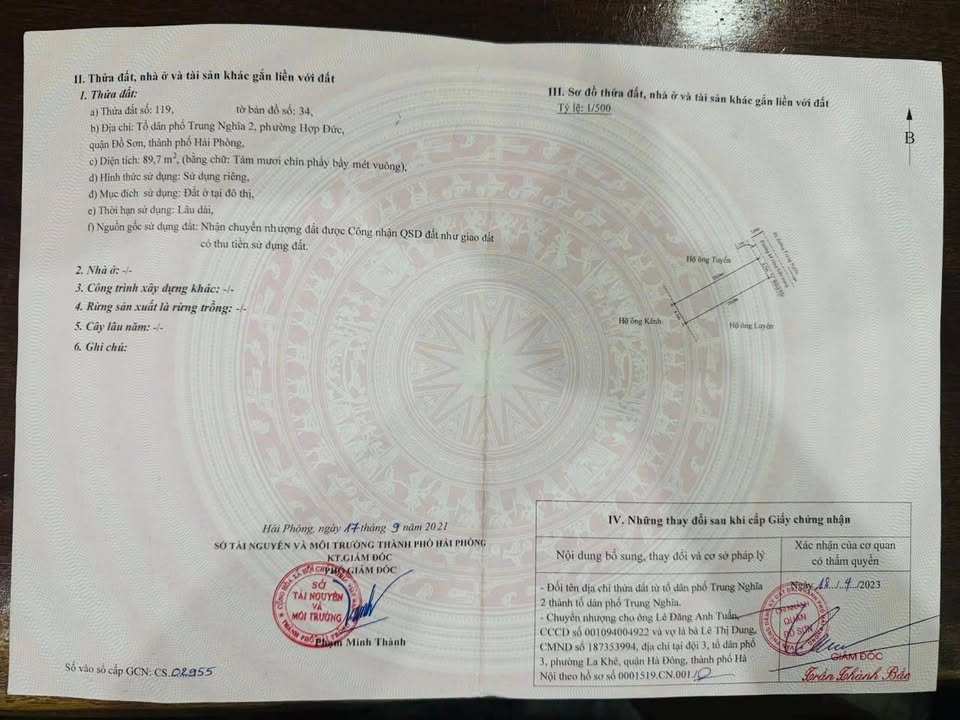 II. Thửa đất, nhà ở và tài sản khác gắn liền với đất
1. Thửa đất:
a) Thửa đất số: 119, tờ bản đồ số: 34,
b) Địa chỉ: Tổ dân phố Trung Nghĩa 2, phường Hợp Đức,
quận Đồ Sơn, thành phố Hải Phòng,
c) Diện tích: 89,7 m², (bằng chữ: Tám mươi chín phẩy bẩy mét vuông),
d) Hình thức sử dụng: Sử dụng riêng,
đ) Mục đích sử dụng: Đất ở tại đô thị,
e) Thời hạn sử dụng: Lâu dài,
f) Nguồn gốc sử dụng đất: Nhận chuyển nhượng đất được Công nhận QSD đất như giao đất
có thu tiền sử dụng đất.
2. Nhà ở: -/-
3. Công trình xây dựng khác: -/-
4. Rừng sản xuất là rừng trồng: -/-
5. Cây lâu năm: -/-
6. Ghi chú:
Hải Phòng, ngày 17 tháng 9 năm 2021
SỞ TÀI NGUYÊN VÀ MÔI TRƯỜNG THÀNH PHỐ HẢI PHÒNG
KT.GIÁM ĐỐC
PHÓ GIÁM ĐỐC
SỞ
TÀI NGUYÊN
VÀ
MÔI TRƯỜNG
Phạm Minh Thành
Số vào sổ cấp GCN: CS.02955
III. Sơ đồ thửa đất, nhà ở và tài sản khác gắn liền với đất
Tỷ lệ: 1/500
B
Hộ ông Tuyển
Hộ ông Kênh
Hộ ông Luyện
IV. Những thay đổi sau khi cấp Giấy chứng nhận
Nội dung bổ sung, thay đổi và cơ sở pháp lý
Xác nhận của cơ quan
có thẩm quyền
- Đổi tên địa chỉ thửa đất từ tổ dân phố Trung Nghĩa
2 thành tổ dân phố Trung Nghĩa.
- Chuyển nhượng cho ông Lê Đăng Anh Tuấn,
CCCD số 001094004922 và vợ là bà Lê Thị Dung,
CMND số 187353994, địa chỉ tại đội 3, tổ dân phố
3, phường La Khê, quận Hà Đông, thành phố Hà
Nội theo hồ sơ số 0001519.CN.001.
Ngày 18 / 4 /2023
CHI NHÁNH
QUẬN
ĐỒ SƠN
GIÁM ĐỐC
Trần Thành Bắc